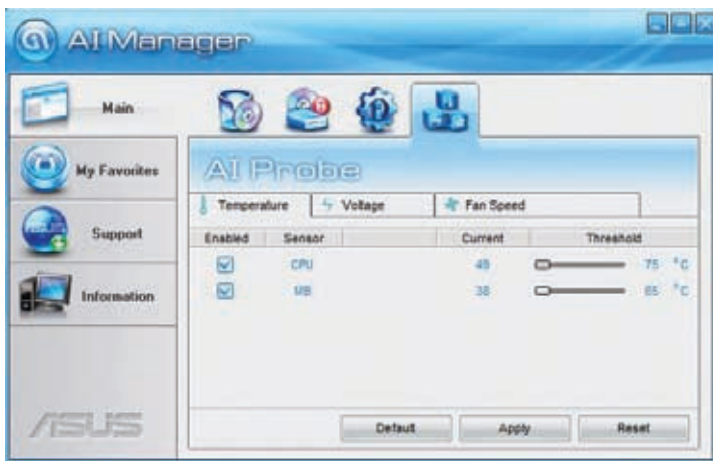 AI Manager
Main
My Favorites
Support
Information
AI Probe
Temperature Voltage Fan Speed
Enabled Sensor Current Threshold
CPU 49 75 °C
MB 38 65 °C
Default Apply Reset
ASUS